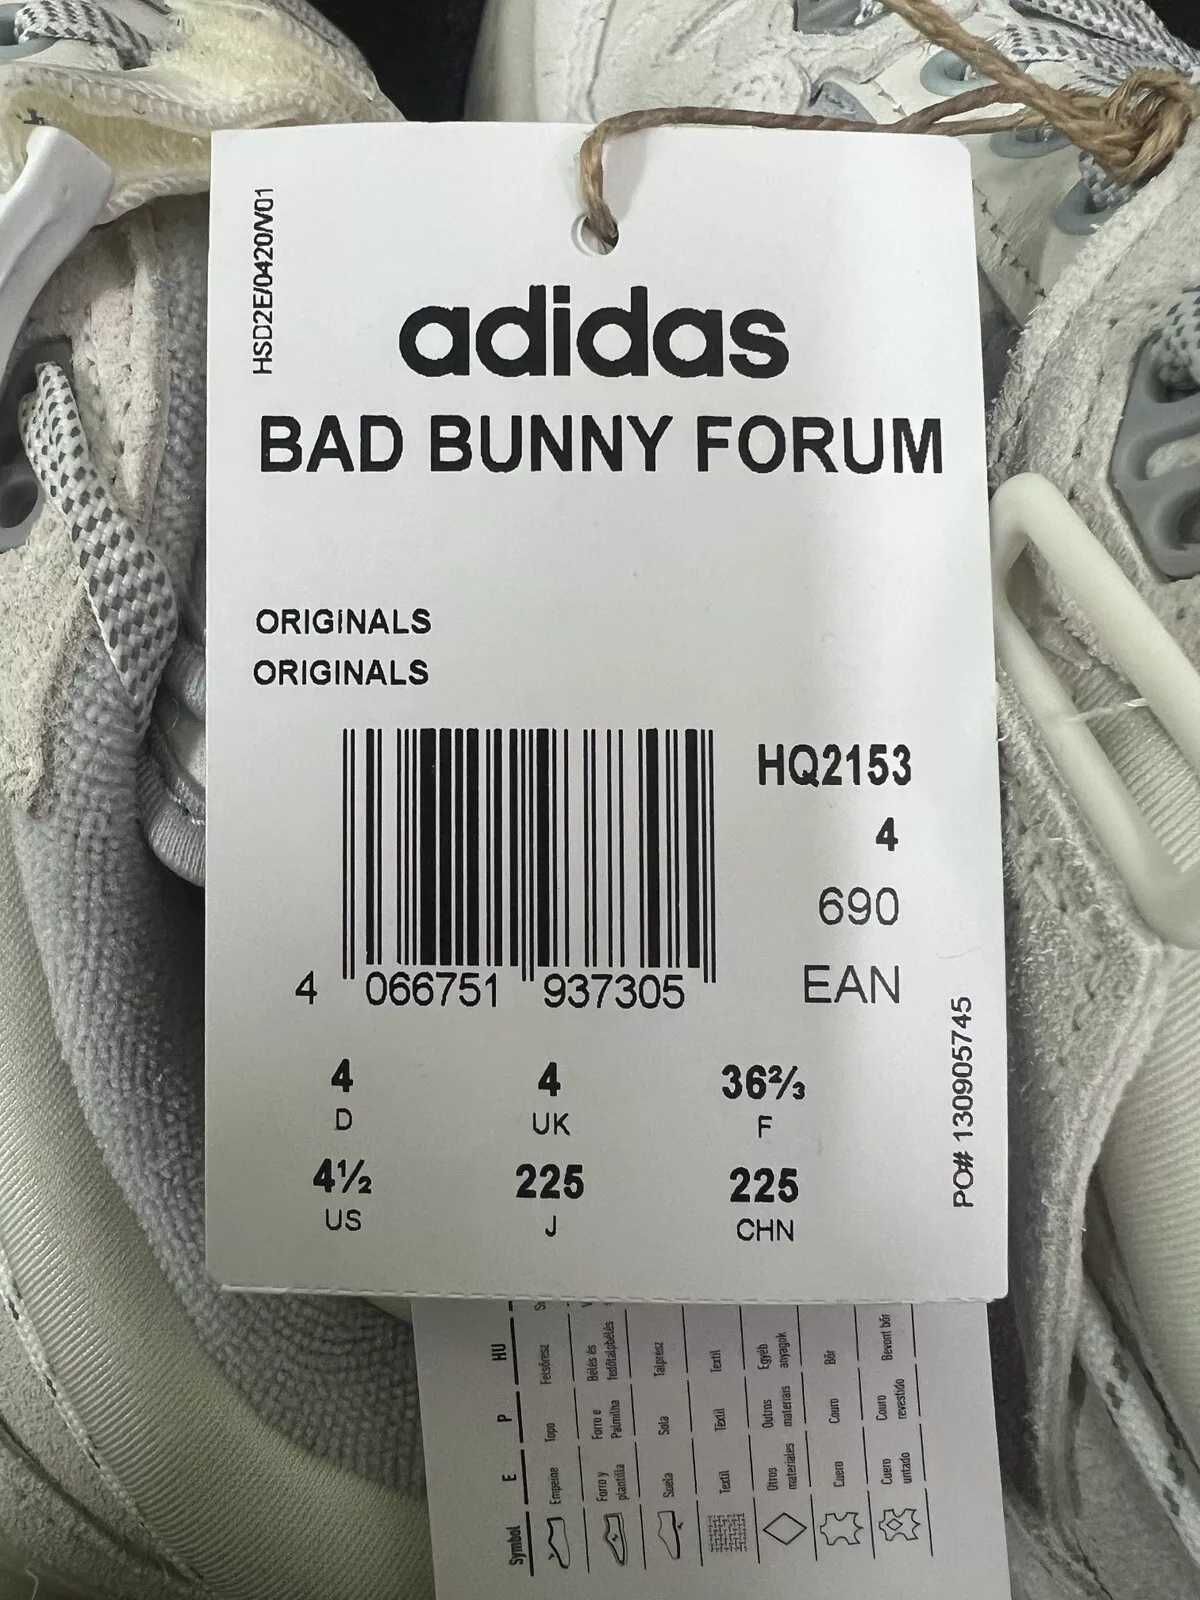 HSD2E/0420/V01
adidas
BAD BUNNY FORUM
ORIGINALS
ORIGINALS
HQ2153
4
690
EAN
4 066751 937305
4 4 36⅔
D UK F
4½ 225 225
US J CHN
PO# 130905745
Symbol E P HU
Empeine Topo Felsőrész
Forro y plantilla Forro e Palmilha Bélés és fedőtalpbélés
Suela Sola Talprész
Textil Têxtil Textil
Otros materiales Outros materiais Egyéb anyagok
Cuero Couro Bőr
Cuero untado Couro revestido Bevont bőr